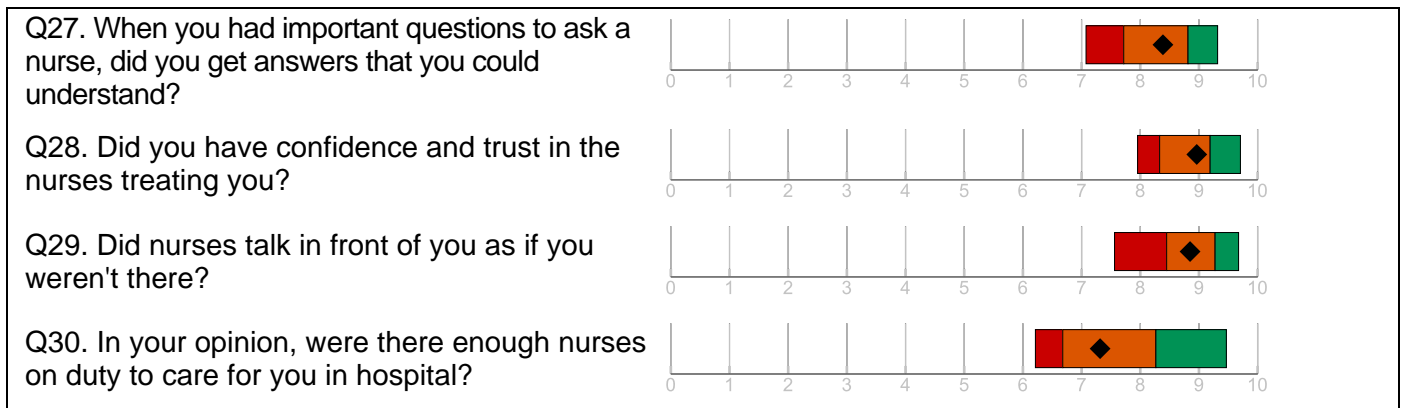 Q27. When you had important questions to ask a
nurse, did you get answers that you could
understand?
0 1 2 3 4 5 6 7 8 9 10
Q28. Did you have confidence and trust in the
nurses treating you?
0 1 2 3 4 5 6 7 8 9 10
Q29. Did nurses talk in front of you as if you
weren't there?
0 1 2 3 4 5 6 7 8 9 10
Q30. In your opinion, were there enough nurses
on duty to care for you in hospital?
0 1 2 3 4 5 6 7 8 9 10